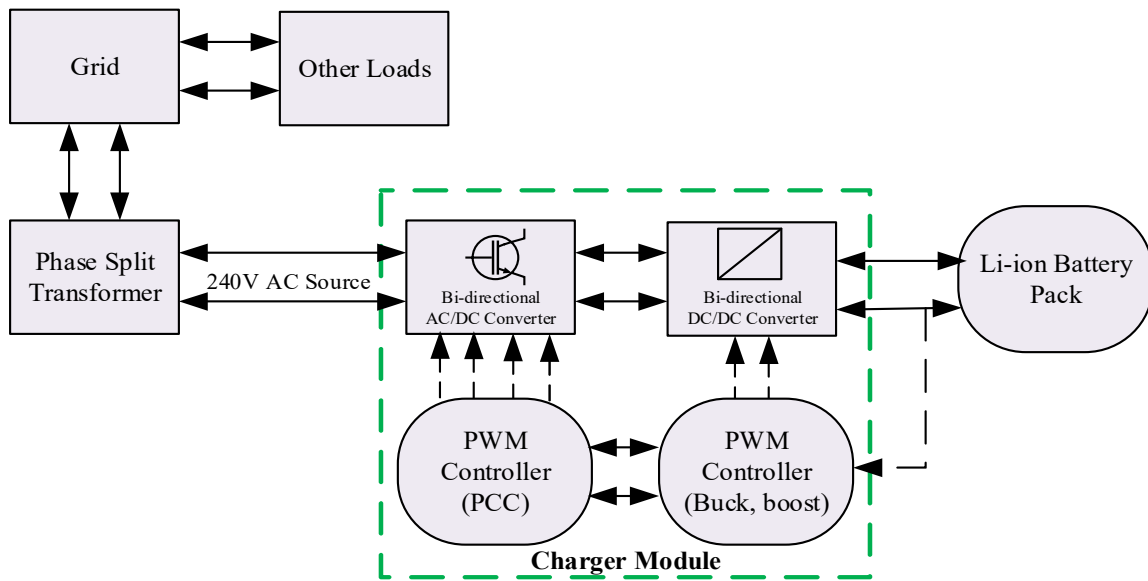 Grid
Other Loads
Phase Split
Transformer
240V AC Source
Bi-directional
AC/DC Converter
Bi-directional
DC/DC Converter
Li-ion Battery
Pack
PWM
Controller
(PCC)
PWM
Controller
(Buck, boost)
Charger Module